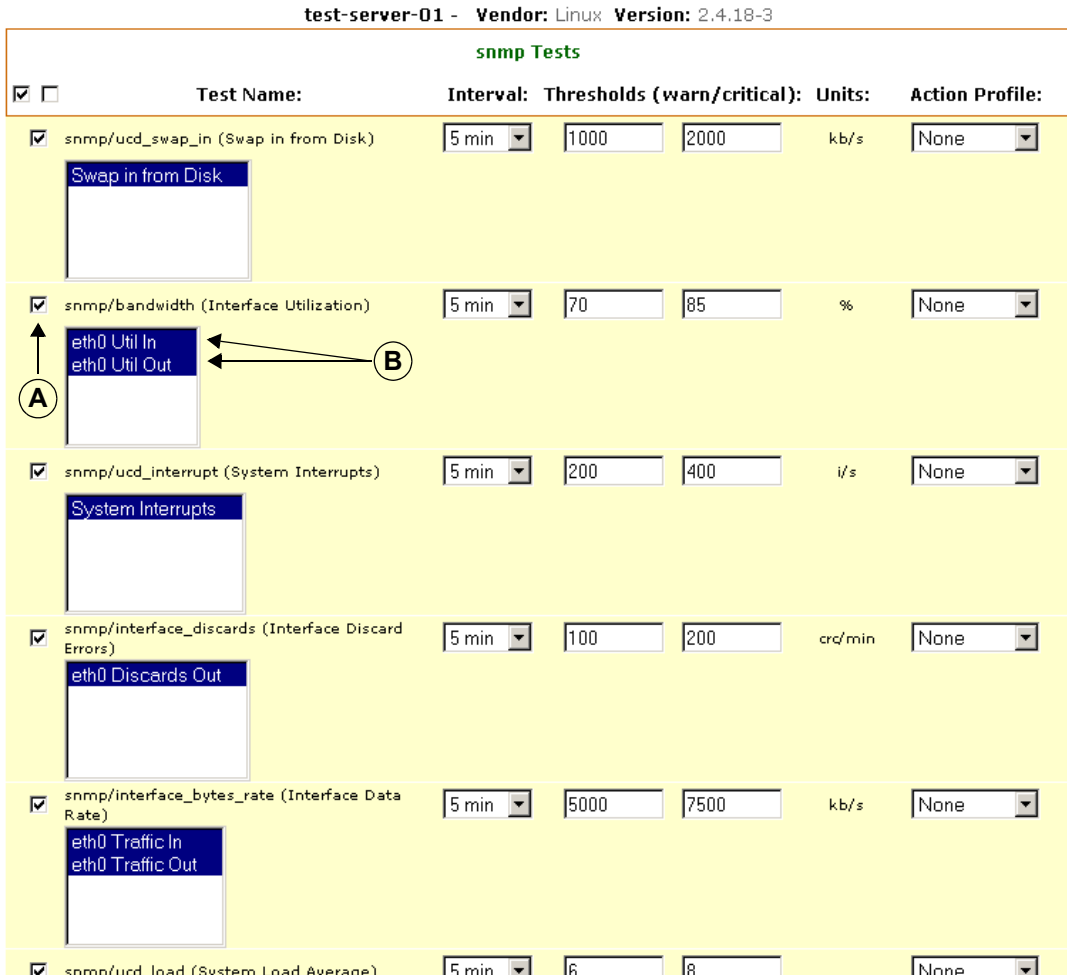 test-server-01 - Vendor: Linux Version: 2.4.18-3
snmp Tests
Test Name: Interval: Thresholds (warn/critical): Units: Action Profile:
snmp/ucd_swap_in (Swap in from Disk) 5 min 1000 2000 kb/s None
Swap in from Disk
snmp/bandwidth (Interface Utilization) 5 min 70 85 % None
eth0 Util In
eth0 Util Out
B
A
snmp/ucd_interrupt (System Interrupts) 5 min 200 400 i/s None
System Interrupts
snmp/interface_discards (Interface Discard
Errors) 5 min 100 200 crc/min None
eth0 Discards Out
snmp/interface_bytes_rate (Interface Data
Rate) 5 min 5000 7500 kb/s None
eth0 Traffic In
eth0 Traffic Out
snmp/ucd_load (System Load Average) 5 min 6 8 None